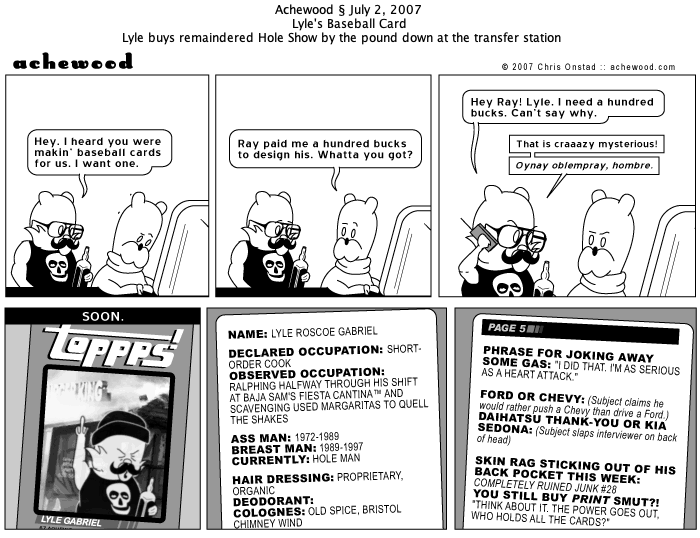 Achewood § July 2, 2007
Lyle's Baseball Card
Lyle buys remaindered Hole Show by the pound down at the transfer station
achewood
© 2007 Chris Onstad :: achewood.com
Hey. I heard you were
makin' baseball cards
for us. I want one.
Ray paid me a hundred bucks
to design his. Whatta you got?
Hey Ray! Lyle. I need a hundred
bucks. Can't say why.
That is craaazy mysterious!
Oynay oblempray, hombre.
SOON.
toppps!
KING
LYLE GABRIEL
NAME: LYLE ROSCOE GABRIEL
DECLARED OCCUPATION: SHORT-
ORDER COOK
OBSERVED OCCUPATION:
RALPHING HALFWAY THROUGH HIS SHIFT
AT BAJA SAM'S FIESTA CANTINA™ AND
SCAVENGING USED MARGARITAS TO QUELL
THE SHAKES
ASS MAN: 1972-1989
BREAST MAN: 1989-1997
CURRENTLY: HOLE MAN
HAIR DRESSING: PROPRIETARY,
ORGANIC
DEODORANT:
COLOGNES: OLD SPICE, BRISTOL
CHIMNEY WIND
PAGE 5
PHRASE FOR JOKING AWAY
SOME GAS: "I DID THAT. I'M AS SERIOUS
AS A HEART ATTACK."
FORD OR CHEVY: (Subject claims he
would rather push a Chevy than drive a Ford.)
DAIHATSU THANK-YOU OR KIA
SEDONA: (Subject slaps interviewer on back
of head)
SKIN RAG STICKING OUT OF HIS
BACK POCKET THIS WEEK:
COMPLETELY RUINED JUNK #28
YOU STILL BUY PRINT SMUT?!
"THINK ABOUT IT. THE POWER GOES OUT,
WHO HOLDS ALL THE CARDS?"